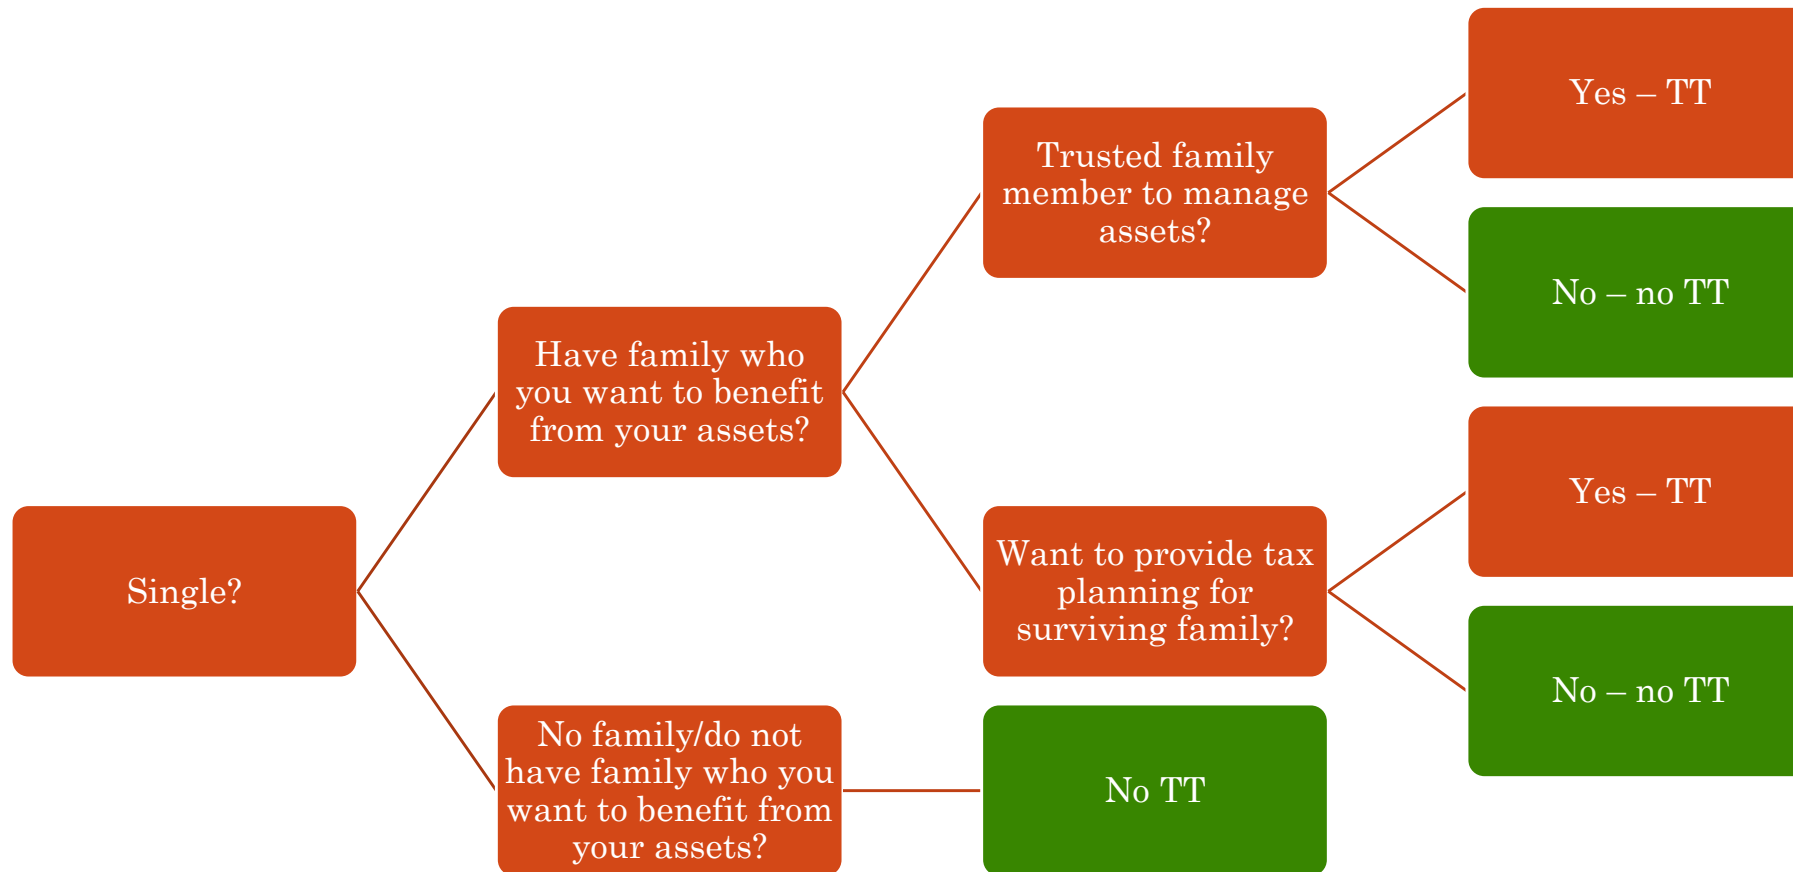 Single?
Have family who
you want to benefit
from your assets?
No family/do not
have family who you
want to benefit from
your assets?
Trusted family
member to manage
assets?
Want to provide tax
planning for
surviving family?
No TT
Yes – TT
No – no TT
Yes – TT
No – no TT